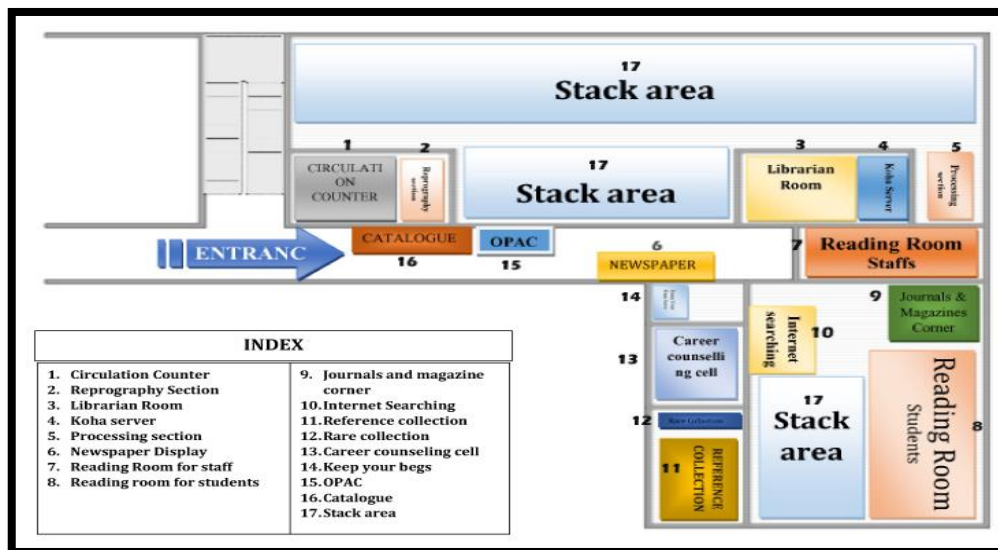 17
Stack area
1
2
3
4
5
CIRCULATI
ON
COUNTER
Reprography
section
17
Stack area
Librarian
Room
Koha Server
Processing
section
ENTRANC
CATALOGUE
16
OPAC
15
6
NEWSPAPER
7
Reading Room
Staffs
14
9
Journals &
Magazines
Corner
Internet
searching
10
13
Career
counselli
ng cell
12
Rare Collection
11
REFERENCE
COLLECTION
17
Stack
area
Reading Room
Students
8
INDEX
1. Circulation Counter
2. Reprography Section
3. Librarian Room
4. Koha server
5. Processing section
6. Newspaper Display
7. Reading Room for staff
8. Reading room for students
9. Journals and magazine
corner
10.Internet Searching
11.Reference collection
12.Rare collection
13.Career counseling cell
14.Keep your begs
15.OPAC
16.Catalogue
17.Stack area